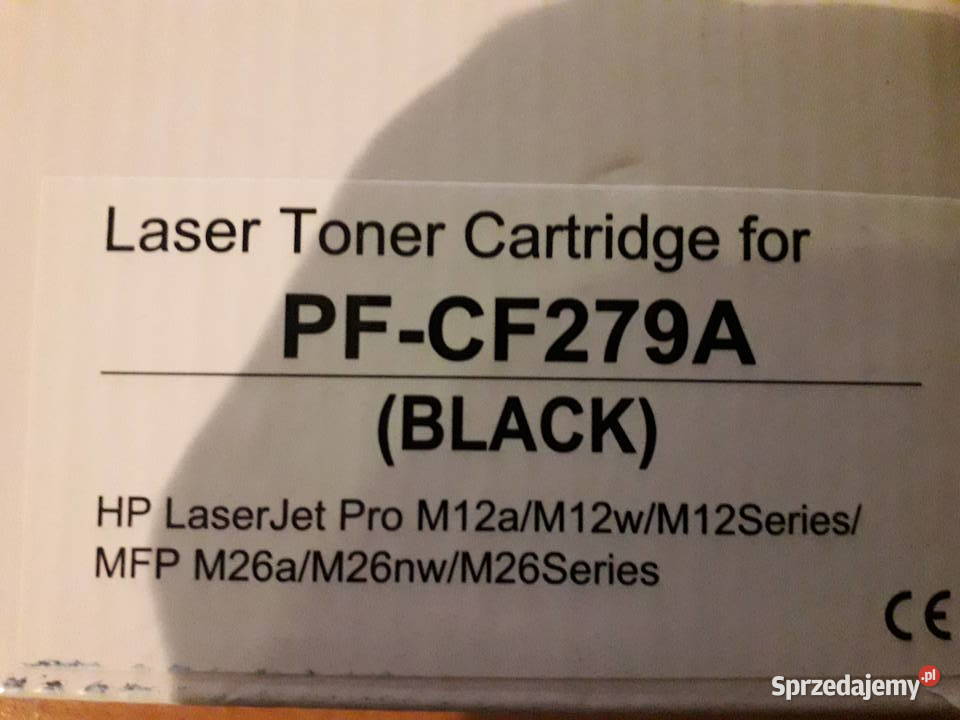 Laser Toner Cartridge for
PF-CF279A
(BLACK)
HP LaserJet Pro M12a/M12w/M12Series/
MFP M26a/M26nw/M26Series
CE
Sprzedajemy.pl